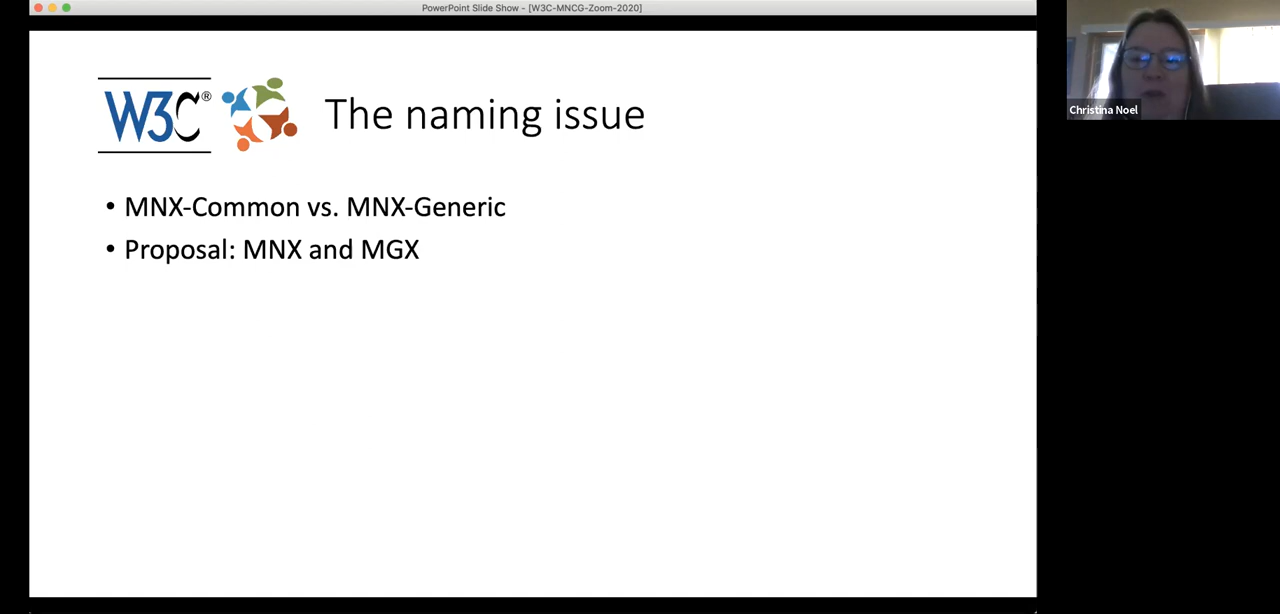 PowerPoint Slide Show - [W3C-MNCG-Zoom-2020]
W3C®
The naming issue
• MNX-Common vs. MNX-Generic
• Proposal: MNX and MGX
Christina Noel